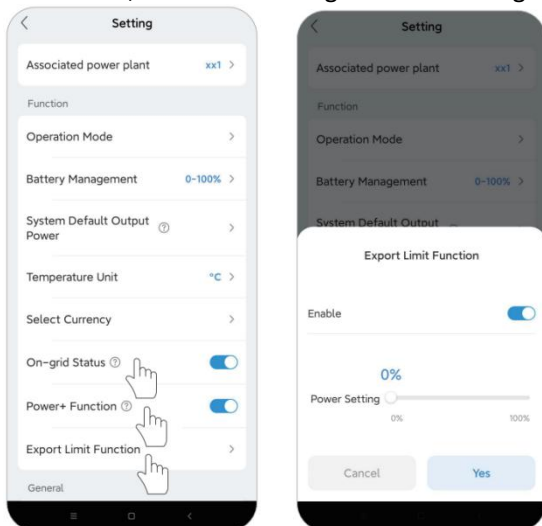 Setting
Associated power plant xx1 >
Function
Operation Mode >
Battery Management 0-100% >
System Default Output
Power ? >
Temperature Unit °C >
Select Currency >
On-grid Status ?
Power+ Function ?
Export Limit Function >
General
Setting
Associated power plant xx1 >
Function
Operation Mode >
Battery Management 0-100% >
System Default Output
Export Limit Function
Enable
0%
Power Setting
0% 100%
Cancel Yes